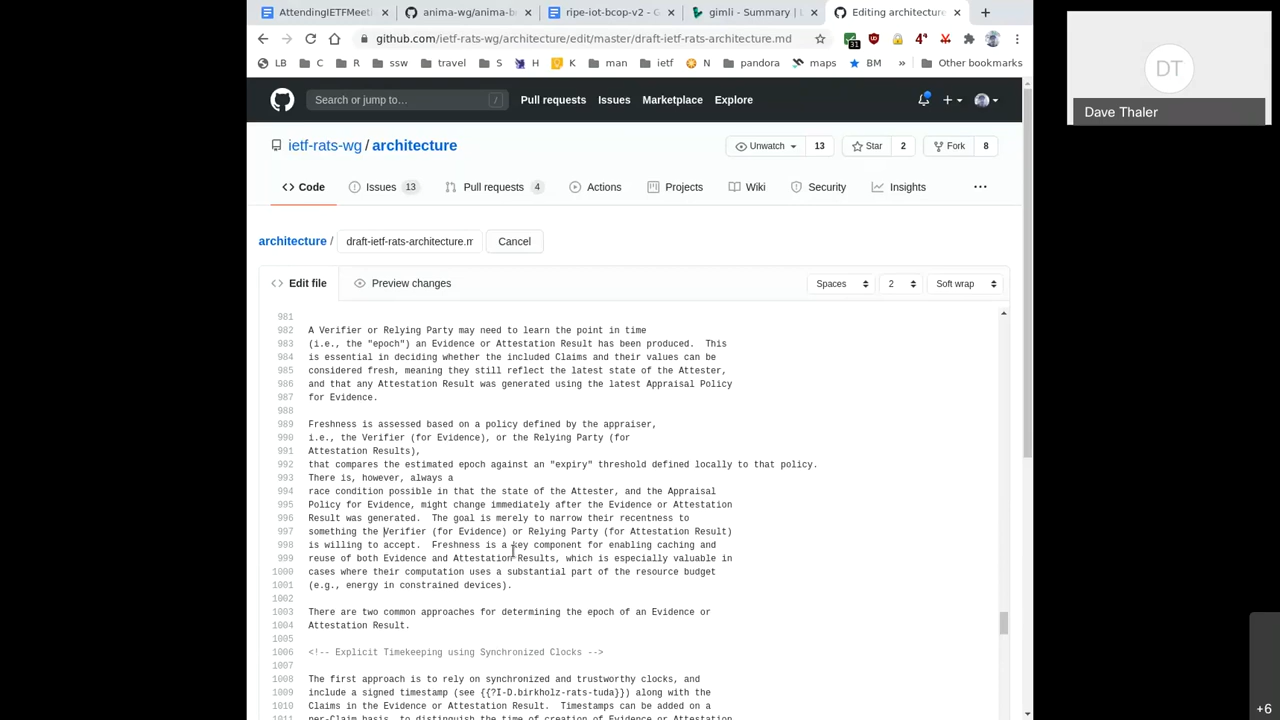 AttendingIETFMeeti
anima-wg/anima-b
ripe-iot-bcop-v2 - G
gimli - Summary | L
Editing architecture
github.com/ietf-rats-wg/architecture/edit/master/draft-ietf-rats-architecture.md
31
LB
C
R
ssw
travel
S
H
K
man
ietf
N
pandora
maps
BM
»
Other bookmarks
Search or jump to…
/
Pull requests
Issues
Marketplace
Explore
ietf-rats-wg / architecture
Unwatch
13
Star
2
Fork
8
Code
Issues 13
Pull requests 4
Actions
Projects
Wiki
Security
Insights
architecture /
draft-ietf-rats-architecture.m
Cancel
Edit file
Preview changes
Spaces
2
Soft wrap
981
982 A Verifier or Relying Party may need to learn the point in time
983 (i.e., the "epoch") an Evidence or Attestation Result has been produced.  This
984 is essential in deciding whether the included Claims and their values can be
985 considered fresh, meaning they still reflect the latest state of the Attester,
986 and that any Attestation Result was generated using the latest Appraisal Policy
987 for Evidence.
988
989 Freshness is assessed based on a policy defined by the appraiser,
990 i.e., the Verifier (for Evidence), or the Relying Party (for
991 Attestation Results),
992 that compares the estimated epoch against an "expiry" threshold defined locally to that policy.
993 There is, however, always a
994 race condition possible in that the state of the Attester, and the Appraisal
995 Policy for Evidence, might change immediately after the Evidence or Attestation
996 Result was generated.  The goal is merely to narrow their recentness to
997 something the Verifier (for Evidence) or Relying Party (for Attestation Result)
998 is willing to accept.  Freshness is a key component for enabling caching and
999 reuse of both Evidence and Attestation Results, which is especially valuable in
1000 cases where their computation uses a substantial part of the resource budget
1001 (e.g., energy in constrained devices).
1002
1003 There are two common approaches for determining the epoch of an Evidence or
1004 Attestation Result.
1005
1006 <!-- Explicit Timekeeping using Synchronized Clocks -->
1007
1008 The first approach is to rely on synchronized and trustworthy clocks, and
1009 include a signed timestamp (see {{?I-D.birkholz-rats-tuda}}) along with the
1010 Claims in the Evidence or Attestation Result.  Timestamps can be added on a
1011 per-Claim basis, to distinguish the time of creation of Evidence or Attestation
DT
Dave Thaler
+6